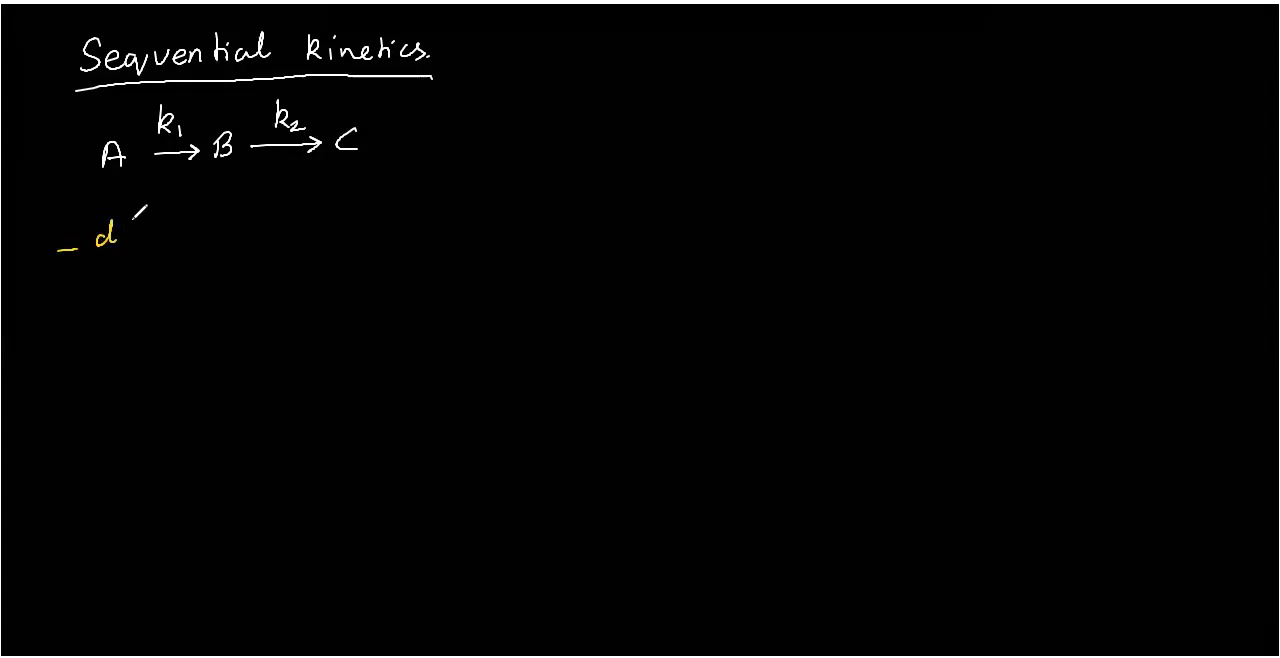 Sequential kinetics.
A k₁→ B k₂→ C
– d